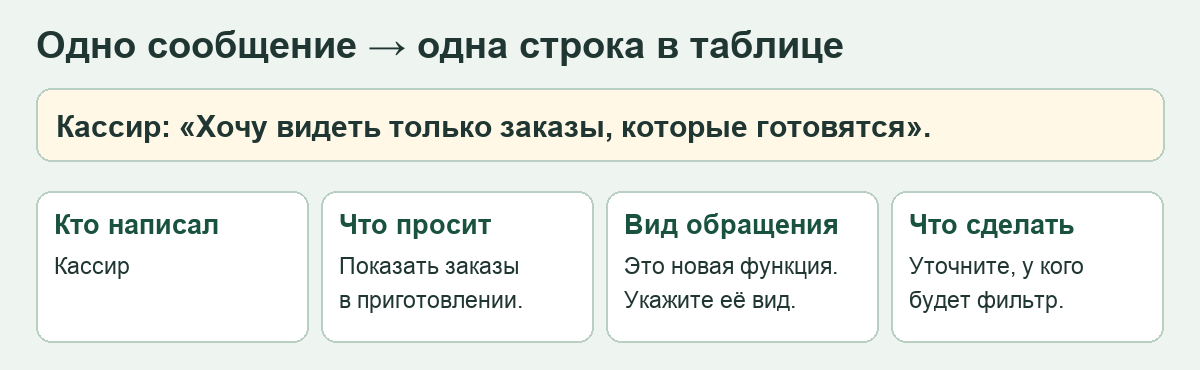 Одно сообщение → одна строка в таблице
Кассир: «Хочу видеть только заказы, которые готовятся».
Кто написал
Кассир
Что просит
Показать заказы
в приготовлении.
Вид обращения
Это новая функция.
Укажите её вид.
Что сделать
Уточните, у кого
будет фильтр.